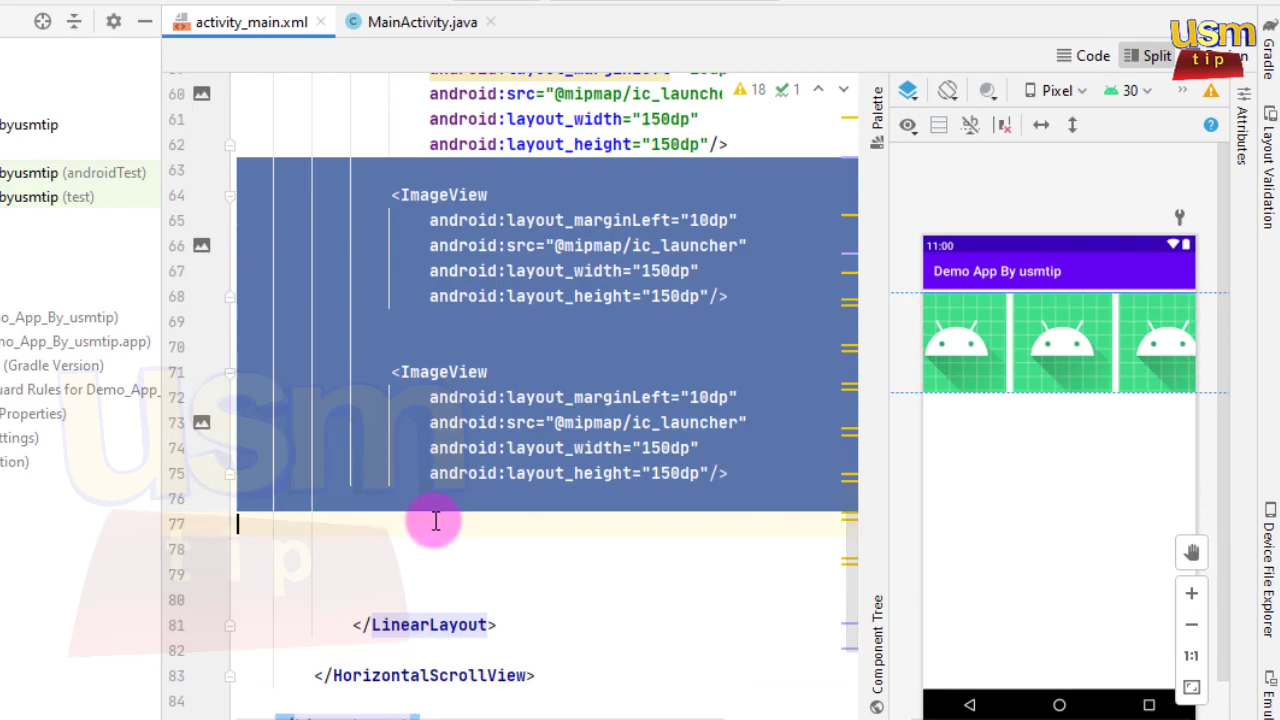 activity_main.xml
MainActivity.java
usm
tip
Code
Split
byusmtip
byusmtip (androidTest)
byusmtip (test)
o_App_By_usmtip)
mo_App_By_usmtip.app)
(Gradle Version)
uard Rules for Demo_App_
Properties)
ttings)
tion)
60 android:src="@mipmap/ic_launche
18
1
61 android:layout_width="150dp"
62 android:layout_height="150dp"/>
63
64 <ImageView
65 android:layout_marginLeft="10dp"
66 android:src="@mipmap/ic_launcher"
67 android:layout_width="150dp"
68 android:layout_height="150dp"/>
69
70
71 <ImageView
72 android:layout_marginLeft="10dp"
73 android:src="@mipmap/ic_launcher"
74 android:layout_width="150dp"
75 android:layout_height="150dp"/>
76
77
78
79
80
81 </LinearLayout>
82
83 </HorizontalScrollView>
84
usm
tip
Palette
Component Tree
Pixel
30
11:00
Demo App By usmtip
1:1
Attributes
Gradle
Layout Validation
Device File Explorer
Emu